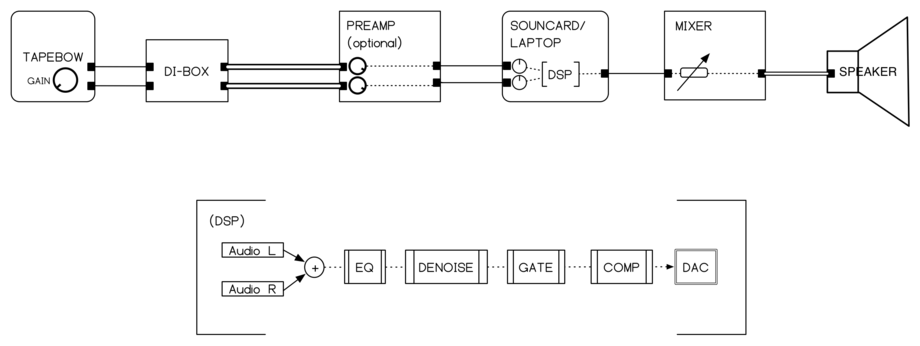 TAPEBOW
GAIN
DI-BOX
PREAMP
(optional)
SOUNCARD/
LAPTOP
[DSP]
MIXER
SPEAKER
(DSP)
Audio L
Audio R
+
EQ
DENOISE
GATE
COMP
DAC